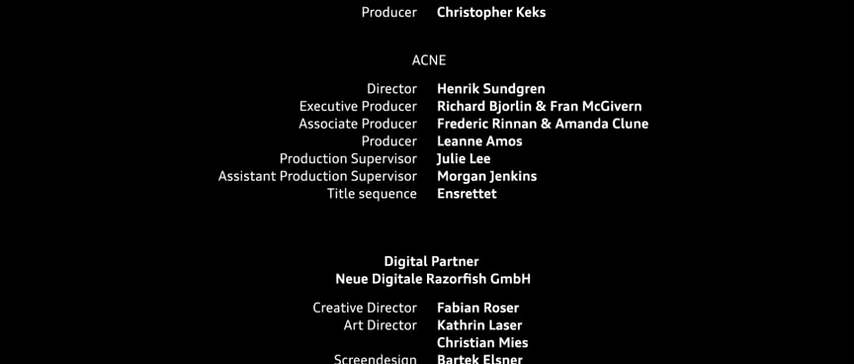 Producer Christopher Keks
ACNE
Director Henrik Sundgren
Executive Producer Richard Bjorlin & Fran McGivern
Associate Producer Frederic Rinnan & Amanda Clune
Producer Leanne Amos
Production Supervisor Julie Lee
Assistant Production Supervisor Morgan Jenkins
Title sequence Ensrettet
Digital Partner
Neue Digitale Razorfish GmbH
Creative Director Fabian Roser
Art Director Kathrin Laser
Christian Mies
Screendesign Bartek Elsner